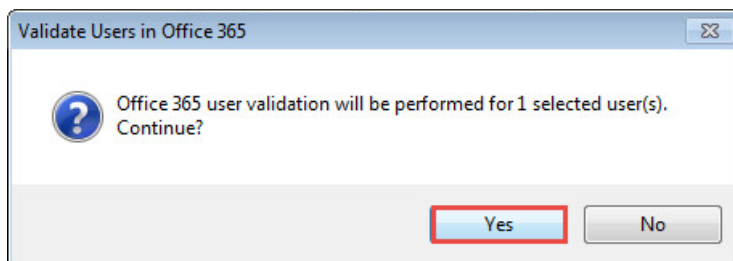 Validate Users in Office 365
Office 365 user validation will be performed for 1 selected user(s).
Continue?
Yes
No